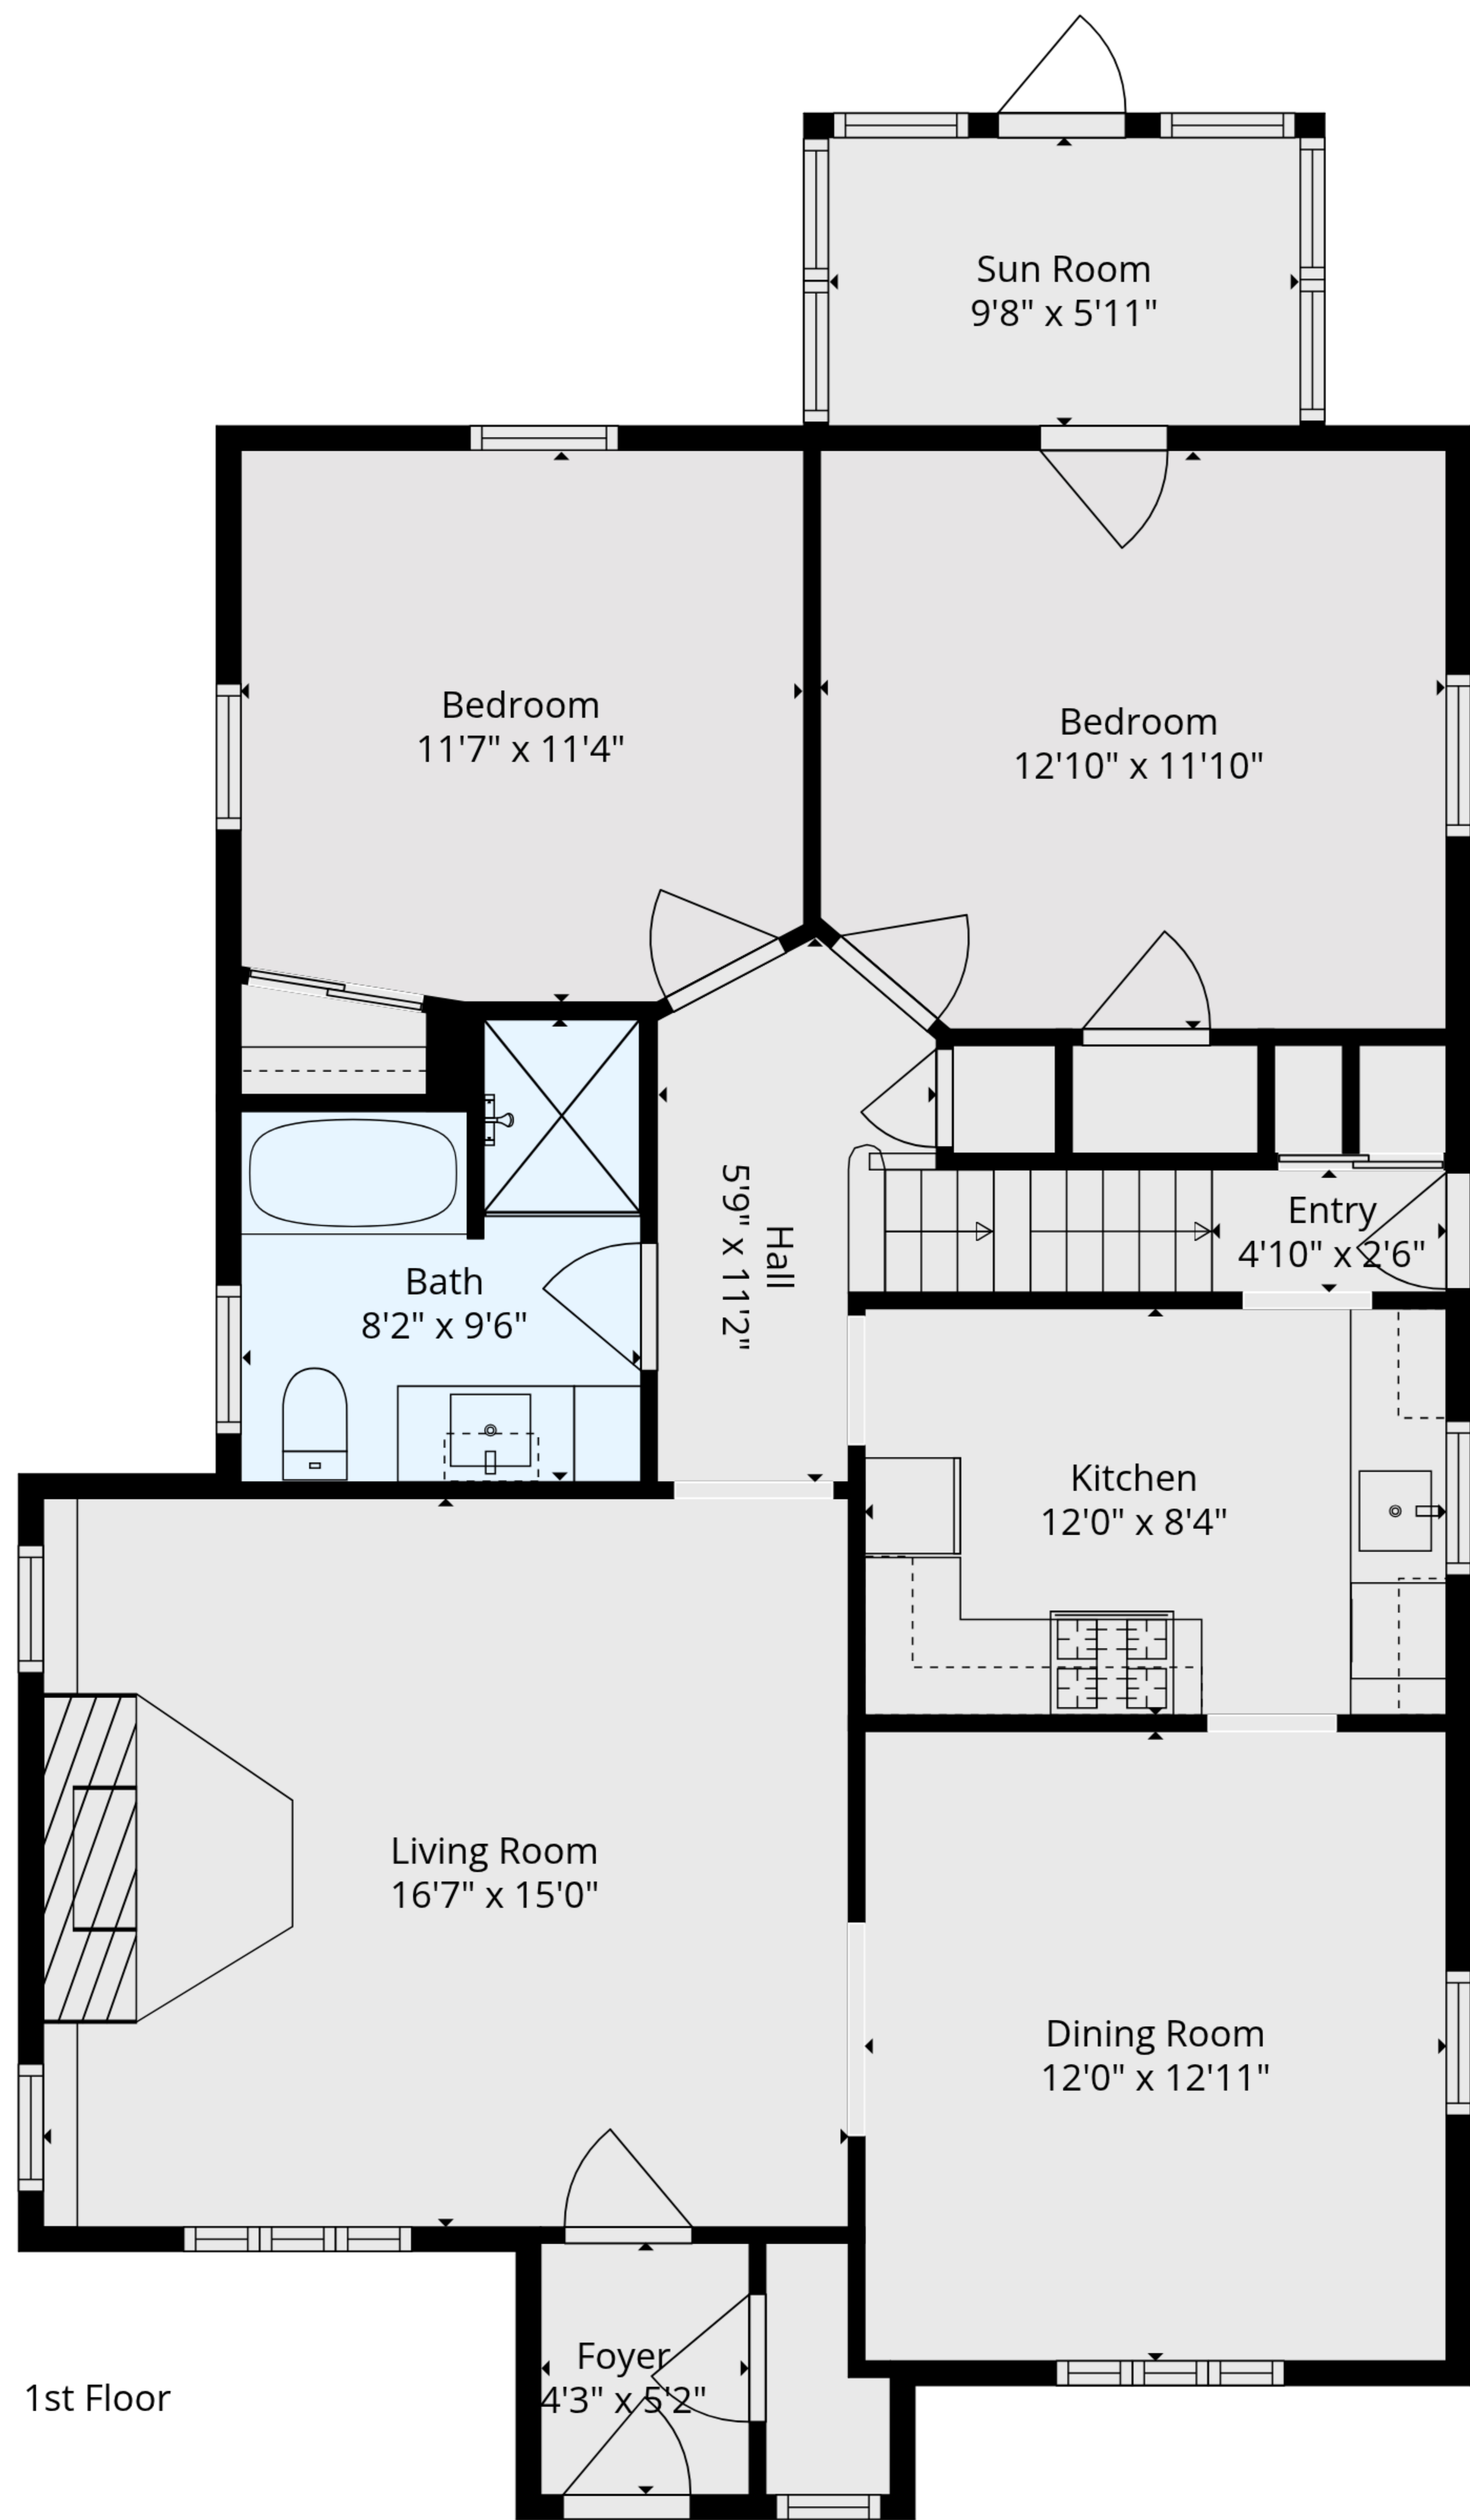 Sun Room
9'8" x 5'11"
Bedroom
11'7" x 11'4"
Bedroom
12'10" x 11'10"
Hall
5'9" x 11'2"
Entry
4'10" x 2'6"
Bath
8'2" x 9'6"
Kitchen
12'0" x 8'4"
Living Room
16'7" x 15'0"
Dining Room
12'0" x 12'11"
Foyer
4'3" x 5'2"
1st Floor